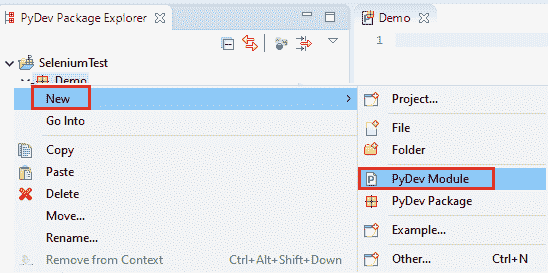 PyDev Package Explorer
Demo
1
SeleniumTest
Demo
New
Go Into
Copy
Paste
Delete
Move...
Rename...
Remove from Context Ctrl+Alt+Shift+Down
Project...
File
Folder
PyDev Module
PyDev Package
Example...
Other... Ctrl+N